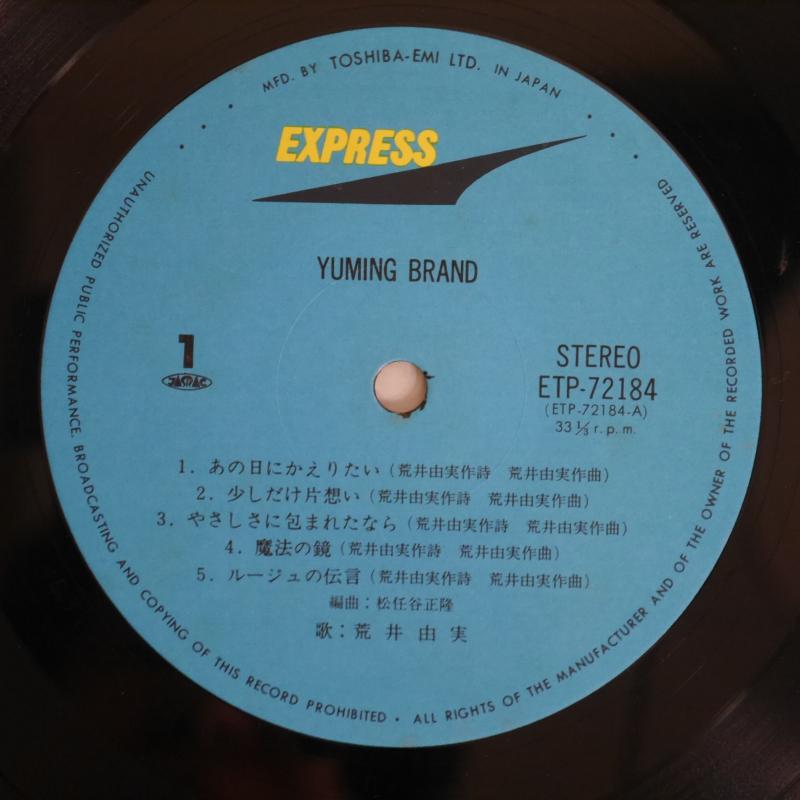 MFD. BY TOSHIBA-EMI LTD. IN JAPAN
EXPRESS
YUMING BRAND
1
JASRAC
STEREO
ETP-72184
(ETP-72184-A)
33 1/3 r.p.m.
1. あの日にかえりたい（荒井由実作詩　荒井由実作曲）
2. 少しだけ片想い（荒井由実作詩　荒井由実作曲）
3. やさしさに包まれたなら（荒井由実作詩　荒井由実作曲）
4. 魔法の鏡（荒井由実作詩　荒井由実作曲）
5. ルージュの伝言（荒井由実作詩　荒井由実作曲）
編曲：松任谷正隆
歌：荒井由実
UNAUTHORIZED PUBLIC PERFORMANCE. BROADCASTING AND COPYING OF THIS RECORD PROHIBITED • ALL RIGHTS OF THE MANUFACTURER AND OF THE OWNER OF THE RECORDED WORK ARE RESERVED